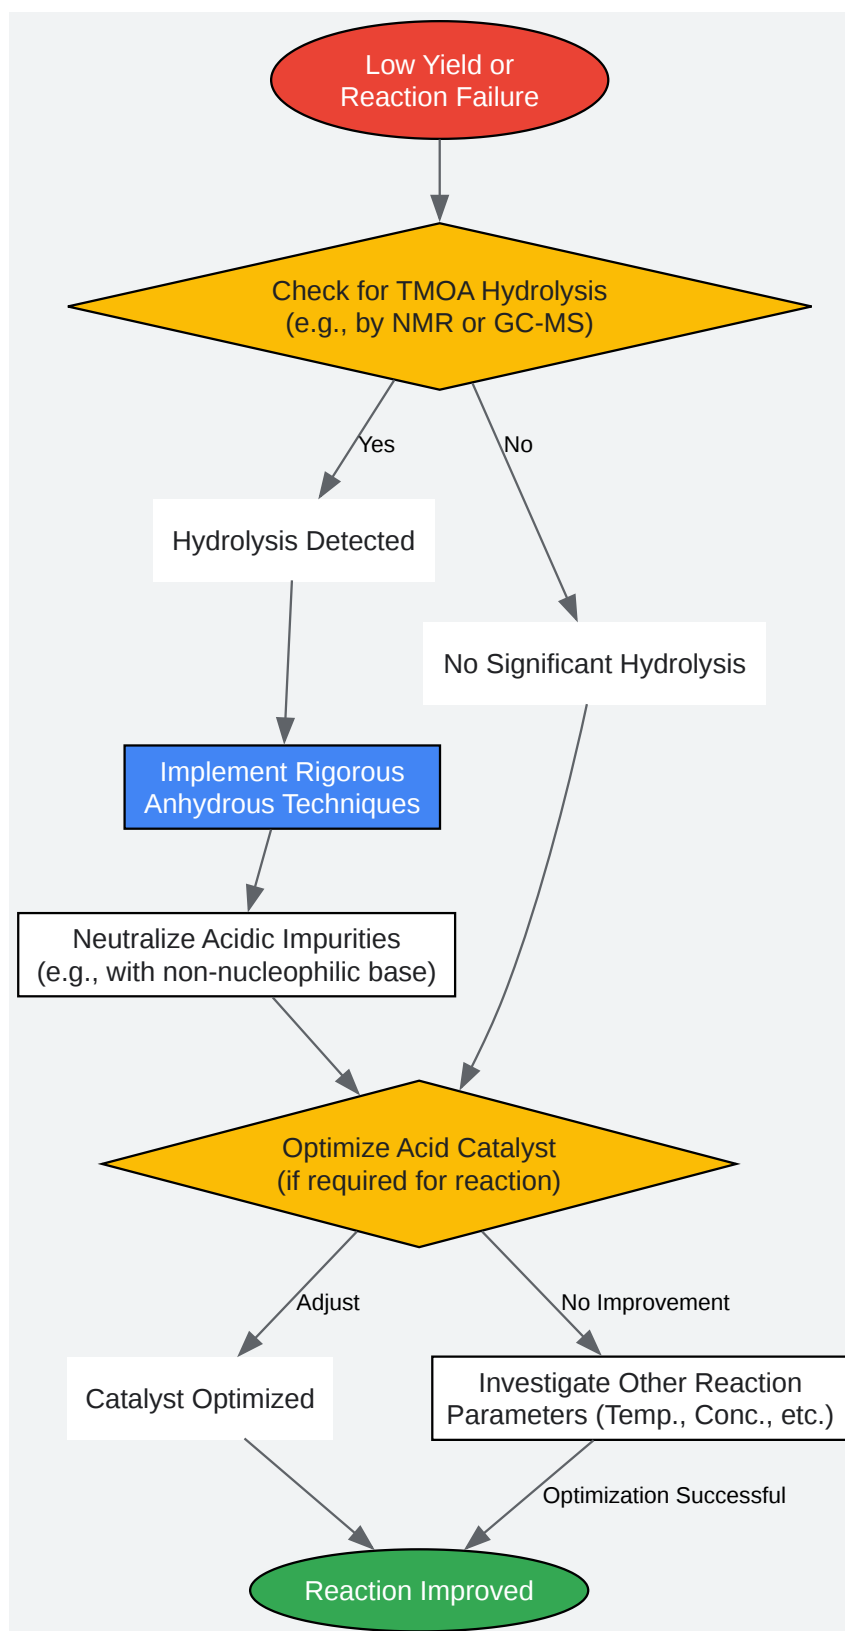 Low Yield or
Reaction Failure
Check for TMOA Hydrolysis
(e.g., by NMR or GC-MS)
Yes
No
Hydrolysis Detected
No Significant Hydrolysis
Implement Rigorous
Anhydrous Techniques
Neutralize Acidic Impurities
(e.g., with non-nucleophilic base)
Optimize Acid Catalyst
(if required for reaction)
Adjust
No Improvement
Catalyst Optimized
Investigate Other Reaction
Parameters (Temp., Conc., etc.)
Optimization Successful
Reaction Improved